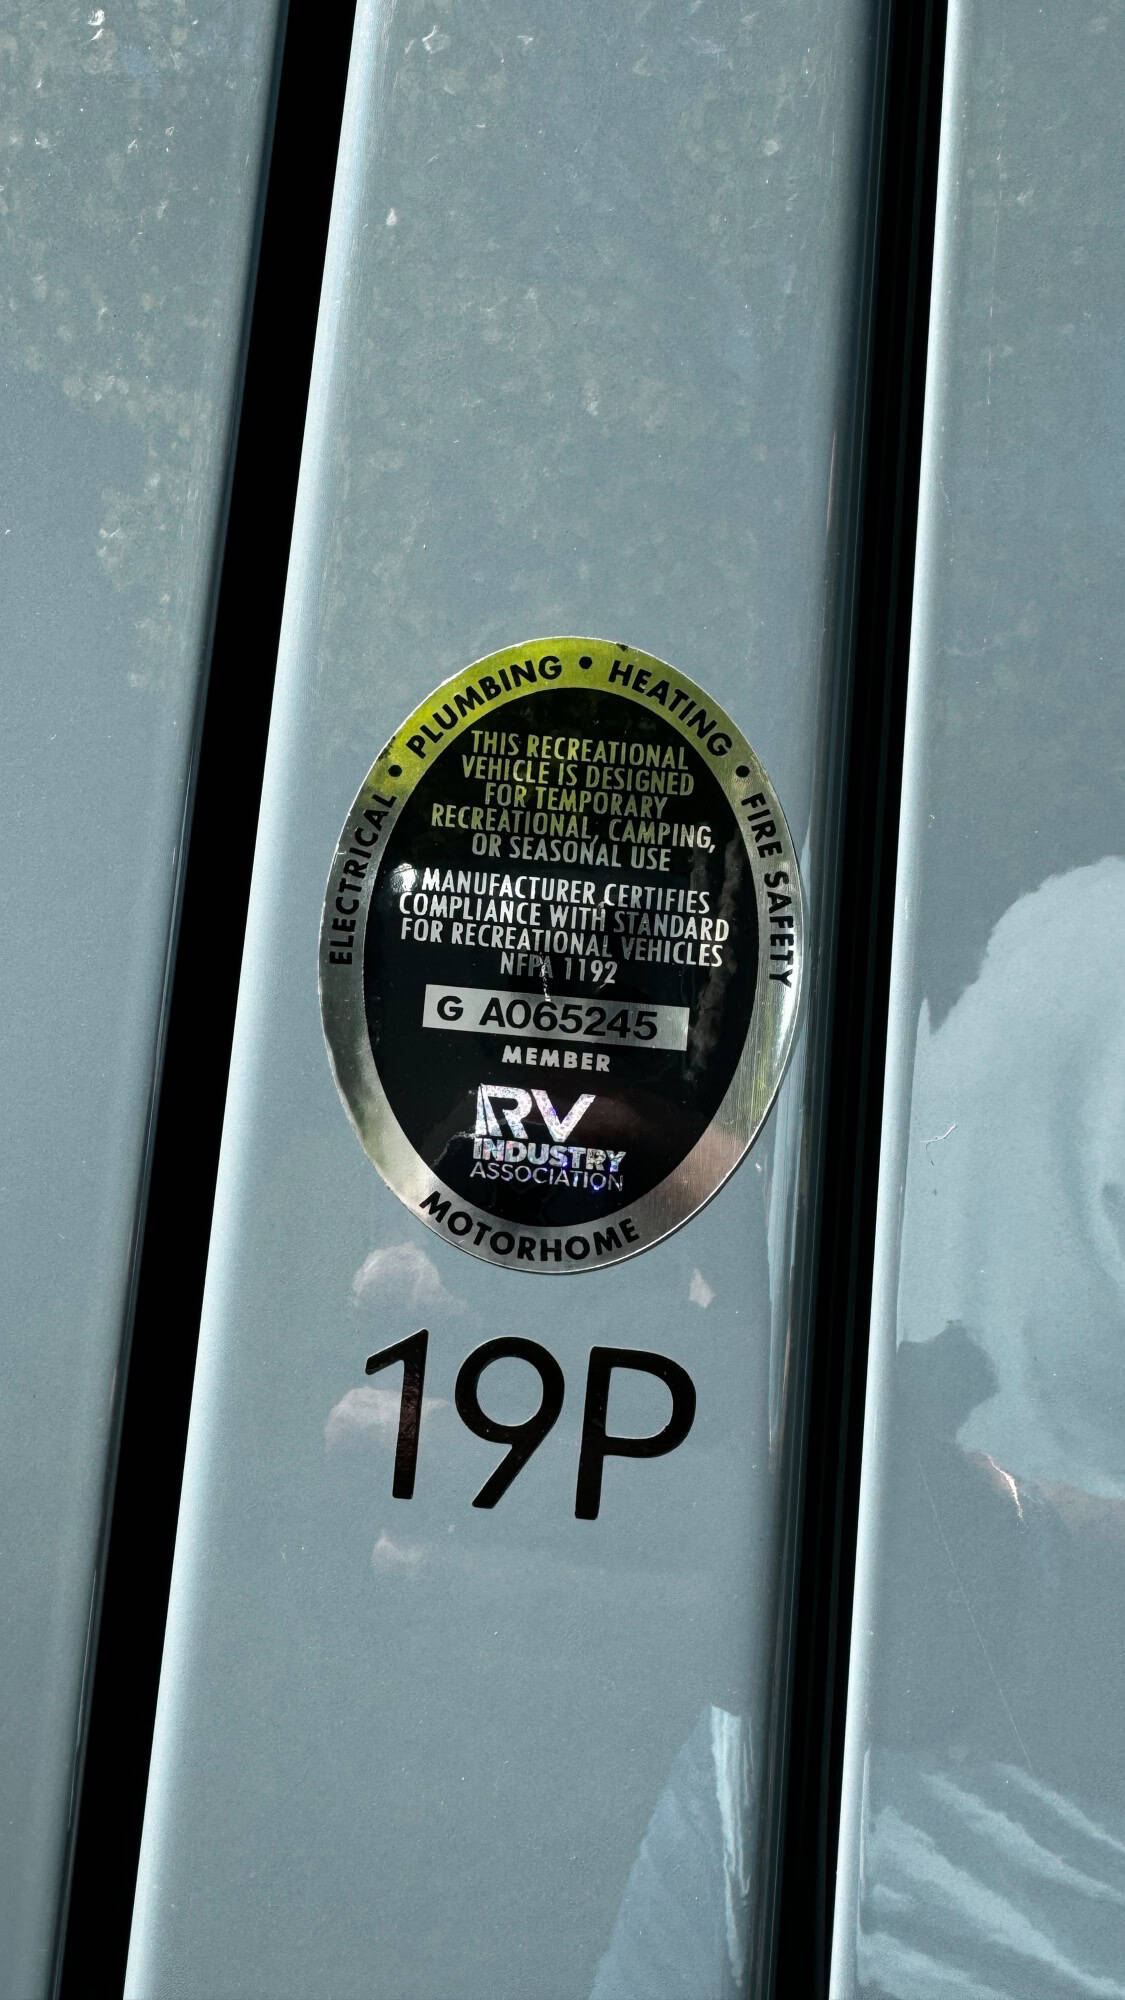 ELECTRICAL • PLUMBING • HEATING • FIRE SAFETY
THIS RECREATIONAL
VEHICLE IS DESIGNED
FOR TEMPORARY
RECREATIONAL, CAMPING,
OR SEASONAL USE
MANUFACTURER CERTIFIES
COMPLIANCE WITH STANDARD
FOR RECREATIONAL VEHICLES
NFPA 1192
G A065245
MEMBER
RV
INDUSTRY
ASSOCIATION
MOTORHOME
19P